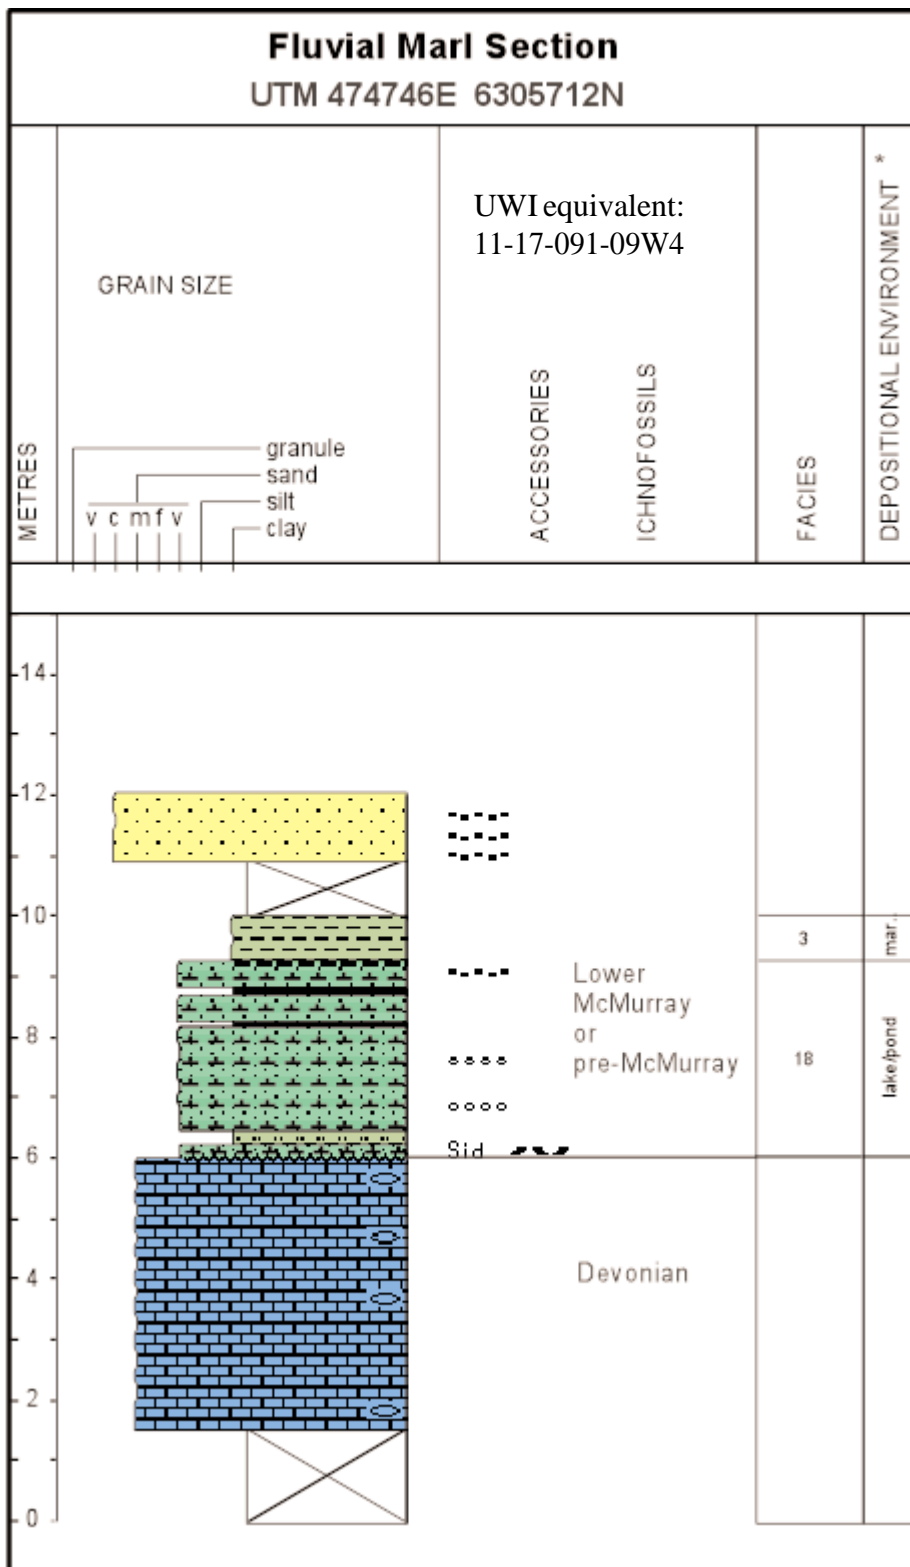 Fluvial Marl Section
UTM 474746E 6305712N
UWI equivalent:
11-17-091-09W4
GRAIN SIZE
METRES
granule
sand
silt
clay
v c m f v
ACCESSORIES
ICHNOFOSSILS
FACIES
DEPOSITIONAL ENVIRONMENT *
14
12
10
3
mar..
Lower
McMurray
or
pre-McMurray
8
18
lake/pond
Sid
6
Devonian
4
2
0